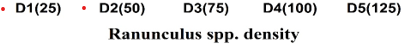 • D1(25) • D2(50) D3(75) D4(100) D5(125)
Ranunculus spp. density